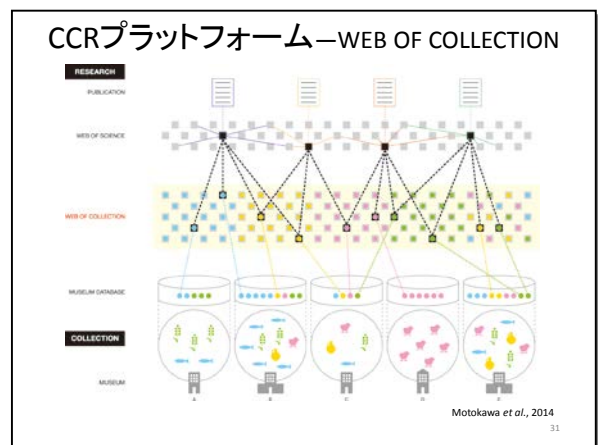 CCRプラットフォーム—WEB OF COLLECTION
RESEARCH
PUBLICATION
WEB OF SCIENCE
WEB OF COLLECTION
MUSEUM DATABASE
COLLECTION
MUSEUM
A
B
C
D
E
Motokawa et al., 2014
31